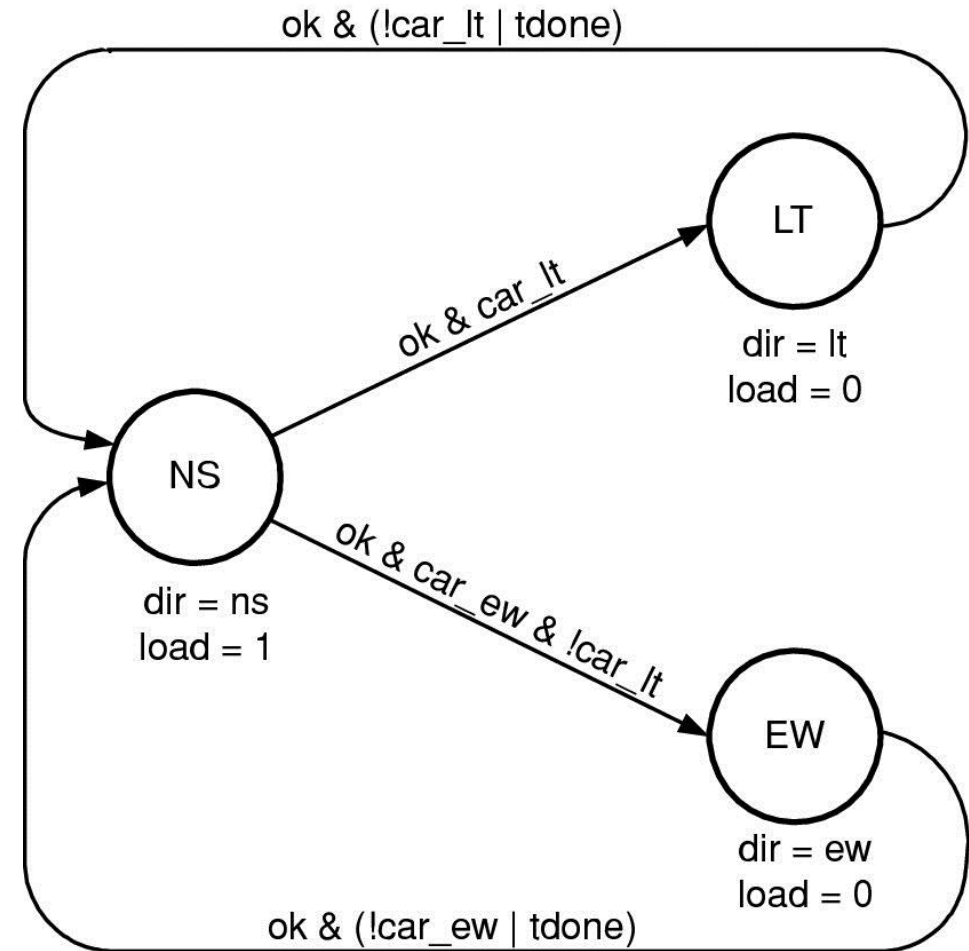 ok & (!car_lt | tdone)
LT
ok & car_lt
dir = lt
load = 0
NS
ok & car_ew & !car_lt
dir = ns
load = 1
EW
dir = ew
load = 0
ok & (!car_ew | tdone)